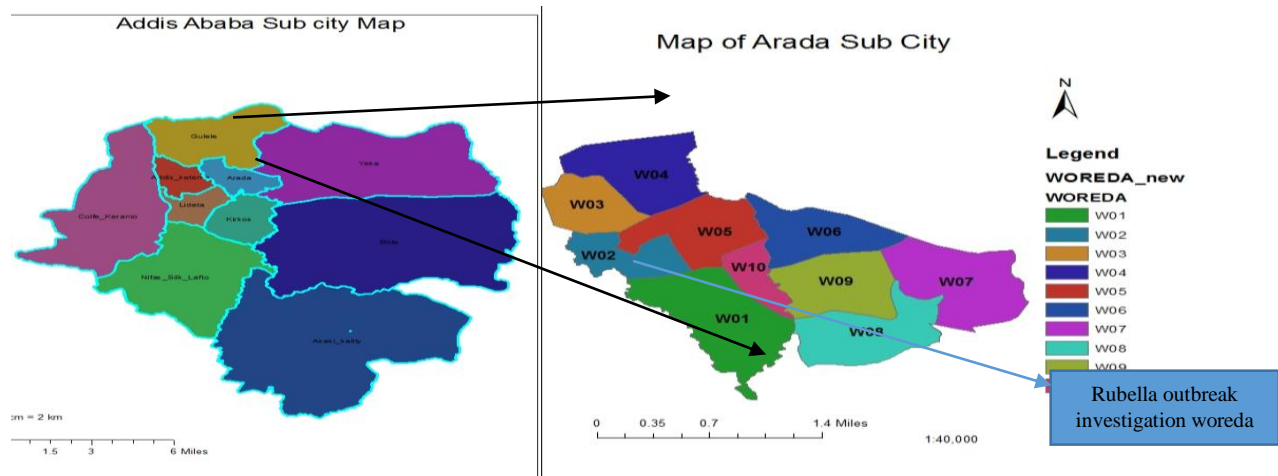 Addis Ababa Sub city Map
Gulele
Yeka
Arada
Lideta
Kirkos
Colfe_Keranio
Bole
Nifas_Silk_Lafto
Akaki_kality
cm = 2 km
1.5 3 6 Miles
Map of Arada Sub City
N
W04
W03
W05
W06
W02
W10
W09
W07
W01
W08
0 0.35 0.7 1.4 Miles
1:40,000
Legend
WOREDA_new
WOREDA
W01
W02
W03
W04
W05
W06
W07
W08
W09
Rubella outbreak
investigation woreda